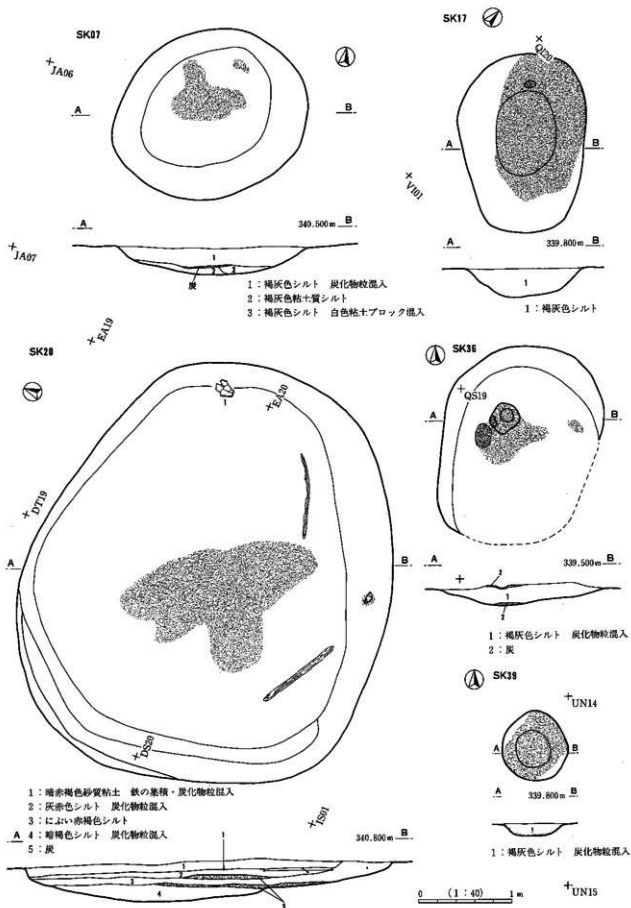 SK07
JA06
A
B
A
340.500m B
JA07
1
炭
2
3
1：褐灰色シルト 炭化物粒混入
2：褐灰色粘土質シルト
3：褐灰色シルト 白色粘土ブロック混入
SK17
QI20
A
B
VI01
A
B
339.800m
1
1：褐灰色シルト
EA19
SK20
1
EA20
DT19
A
B
DS20
IS01
1：暗赤褐色砂質粘土 鉄の集積・炭化物粒混入
2：灰赤色シルト 炭化物粒混入
3：にぶい赤褐色シルト
4：暗褐色シルト 炭化物粒混入
5：炭
A
340.800m B
1
1
2
3
4
5
SK36
QS19
A
B
A
B
339.500m
2
1
2
1：褐灰色シルト 炭化物粒混入
2：炭
SK39
UN14
A
B
A
B
339.800m
1
1：褐灰色シルト 炭化物粒混入
0 (1：40) 1m
UN15